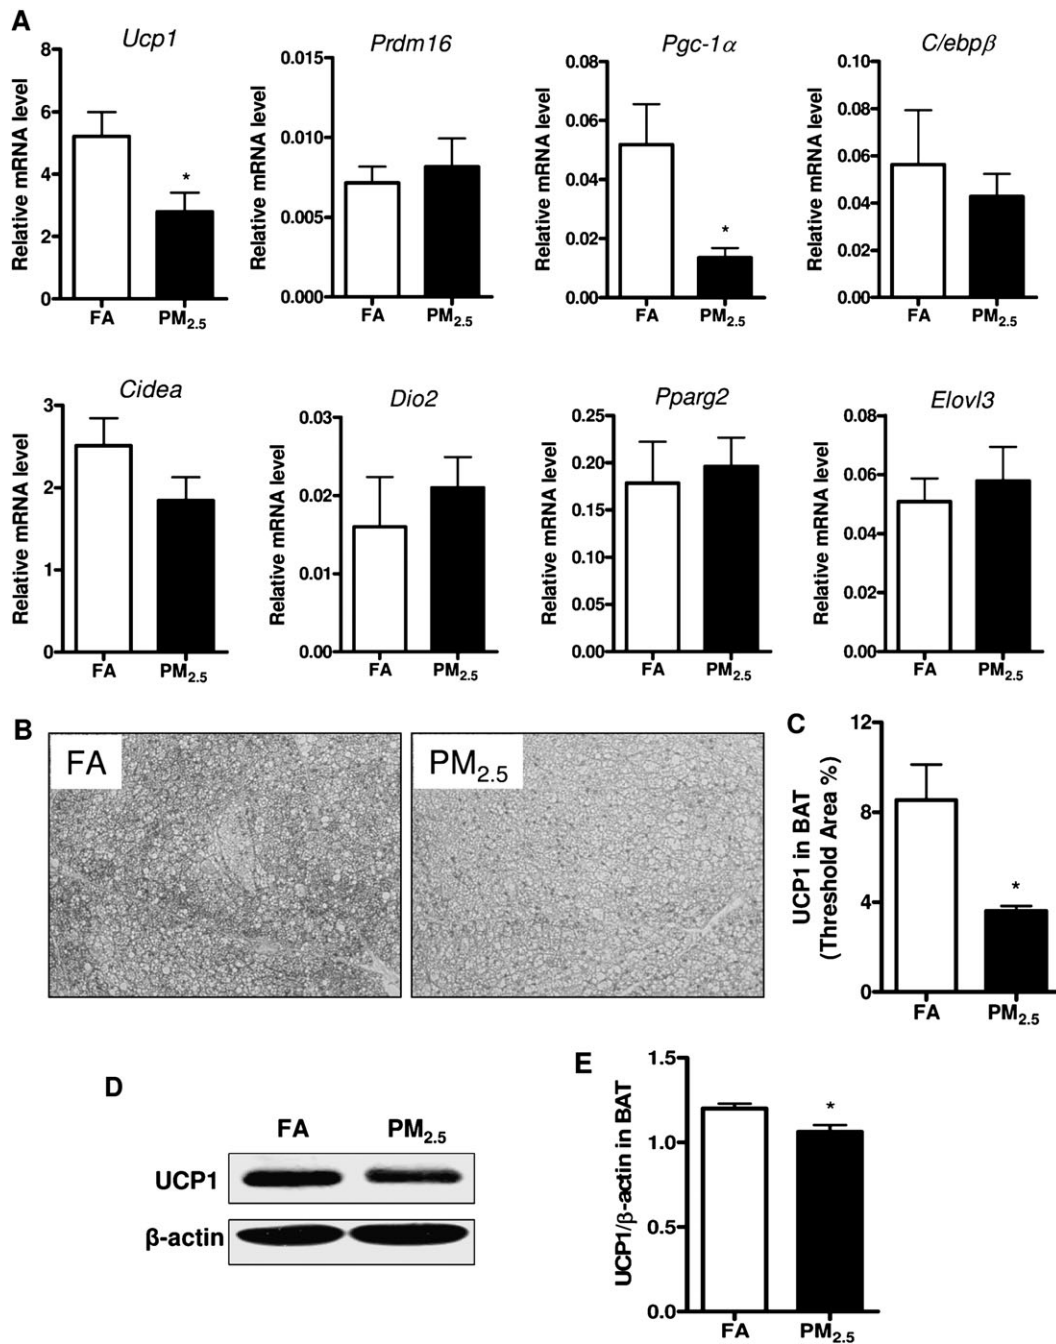 A
Ucp1
Relative mRNA level
8
6
4
2
0
*
FA
PM2.5
Prdm16
Relative mRNA level
0.015
0.010
0.005
0.000
FA
PM2.5
Pgc-1α
Relative mRNA level
0.08
0.06
0.04
0.02
0.00
*
FA
PM2.5
C/ebpβ
Relative mRNA level
0.10
0.08
0.06
0.04
0.02
0.00
FA
PM2.5
Cidea
Relative mRNA level
3
2
1
0
FA
PM2.5
Dio2
Relative mRNA level
0.03
0.02
0.01
0.00
FA
PM2.5
Pparg2
Relative mRNA level
0.25
0.20
0.15
0.10
0.05
0.00
FA
PM2.5
Elovl3
Relative mRNA level
0.08
0.06
0.04
0.02
0.00
FA
PM2.5
B
FA
PM2.5
C
UCP1 in BAT
(Threshold Area %)
12
8
4
0
*
FA
PM2.5
D
FA
PM2.5
UCP1
β-actin
E
UCP1/β-actin in BAT
1.5
1.0
0.5
0.0
*
FA
PM2.5